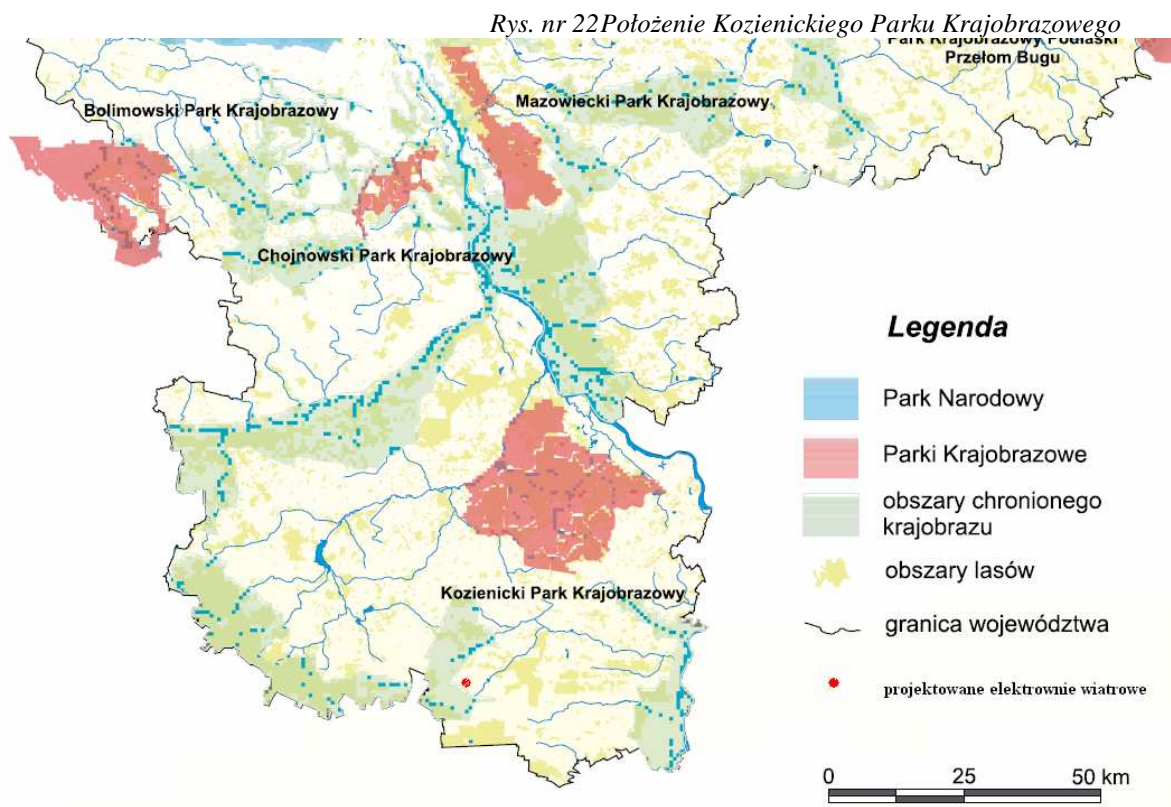 Rys. nr 22Położenie Kozienickiego Parku Krajobrazowego
Park Krajobrazowy Podlaski
Przełom Bugu
Mazowiecki Park Krajobrazowy
Bolimowski Park Krajobrazowy
Chojnowski Park Krajobrazowy
Kozienicki Park Krajobrazowy
Legenda
Park Narodowy
Parki Krajobrazowe
obszary chronionego
krajobrazu
obszary lasów
granica województwa
projektowane elektrownie wiatrowe
0 25 50 km